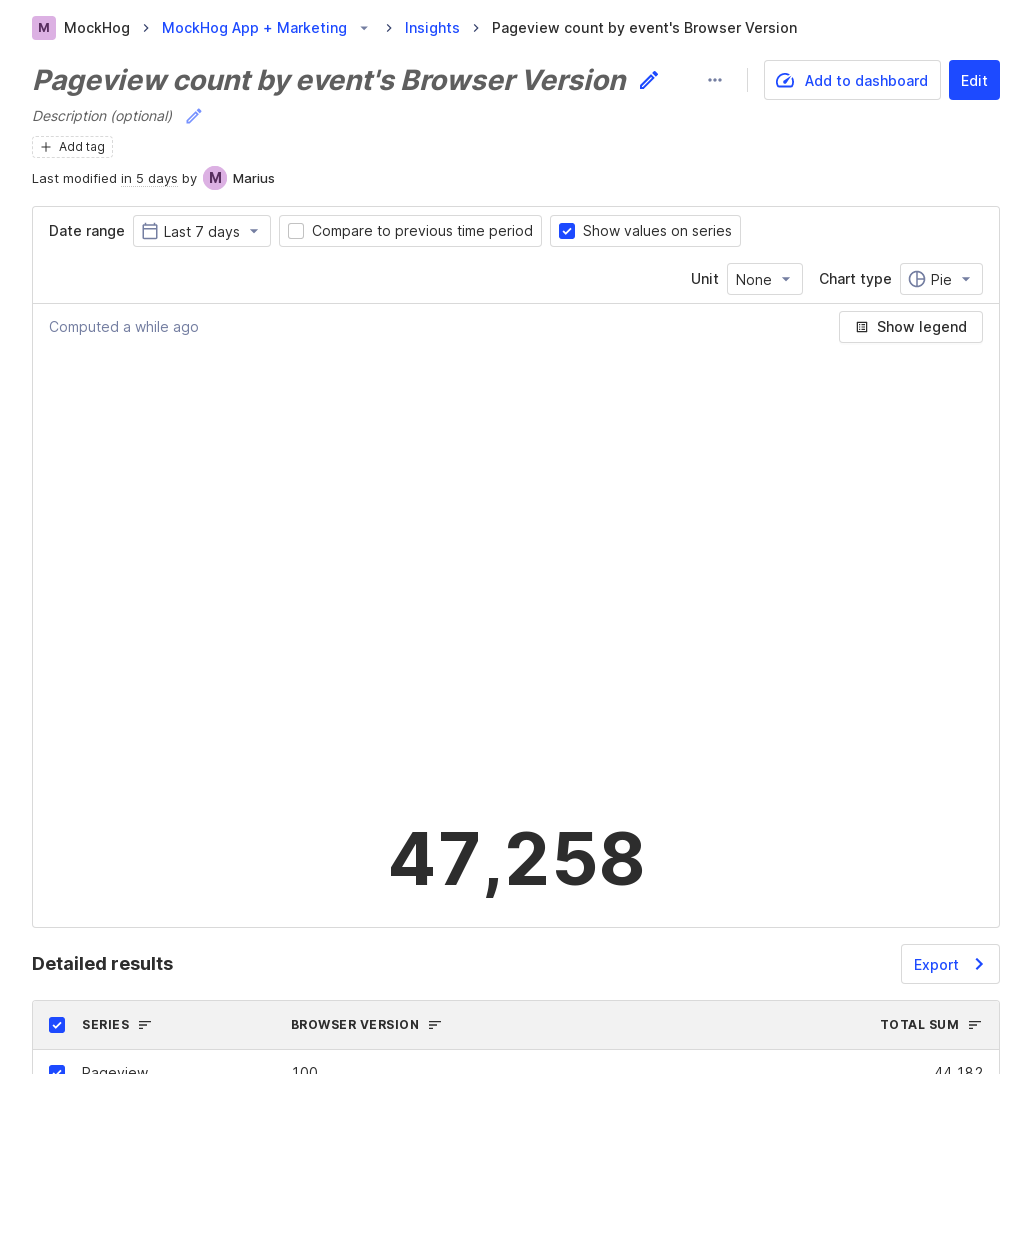 M MockHog MockHog App + Marketing Insights Pageview count by event's Browser Version
Pageview count by event's Browser Version
Add to dashboard
Edit
Description (optional)
Add tag
Last modified in 5 days by M Marius
Date range Last 7 days Compare to previous time period Show values on series
Unit None Chart type Pie
Computed a while ago Show legend
47,258
Detailed results Export
SERIES BROWSER VERSION TOTAL SUM
Pageview 100 44,182